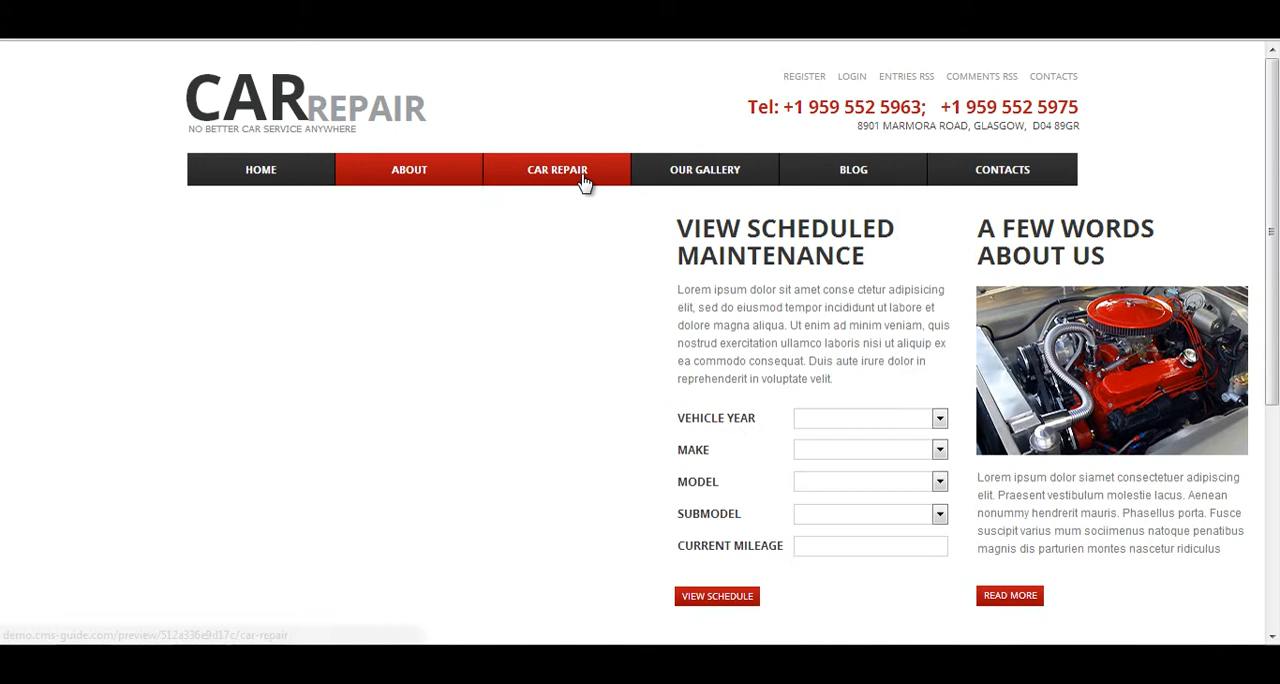 CAR REPAIR
NO BETTER CAR SERVICE ANYWHERE
REGISTER LOGIN ENTRIES RSS COMMENTS RSS CONTACTS
Tel: +1 959 552 5963; +1 959 552 5975
8901 MARMORA ROAD, GLASGOW, D04 89GR
HOME ABOUT CAR REPAIR OUR GALLERY BLOG CONTACTS
VIEW SCHEDULED
MAINTENANCE
Lorem ipsum dolor sit amet conse ctetur adipisicing
elit, sed do eiusmod tempor incididunt ut labore et
dolore magna aliqua. Ut enim ad minim veniam, quis
nostrud exercitation ullamco laboris nisi ut aliquip ex
ea commodo consequat. Duis aute irure dolor in
reprehenderit in voluptate velit.
VEHICLE YEAR
MAKE
MODEL
SUBMODEL
CURRENT MILEAGE
VIEW SCHEDULE
A FEW WORDS
ABOUT US
Lorem ipsum dolor siamet consectetuer adipiscing
elit. Praesent vestibulum molestie lacus. Aenean
nonummy hendrerit mauris. Phasellus porta. Fusce
suscipit varius mum sociimenus natoque penatibus
magnis dis parturien montes nascetur ridiculus
READ MORE
demo.cms-guide.com/preview/512a336e9d17c/car-repair